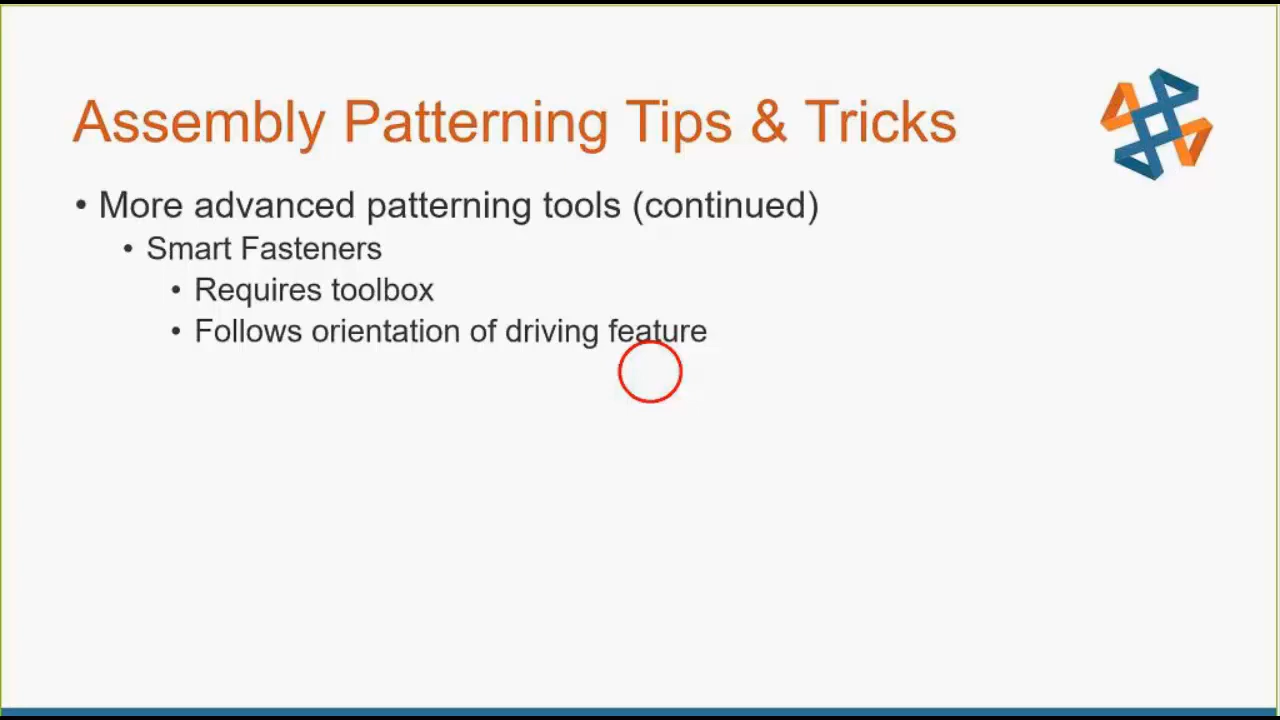 Assembly Patterning Tips & Tricks
• More advanced patterning tools (continued)
• Smart Fasteners
• Requires toolbox
• Follows orientation of driving feature